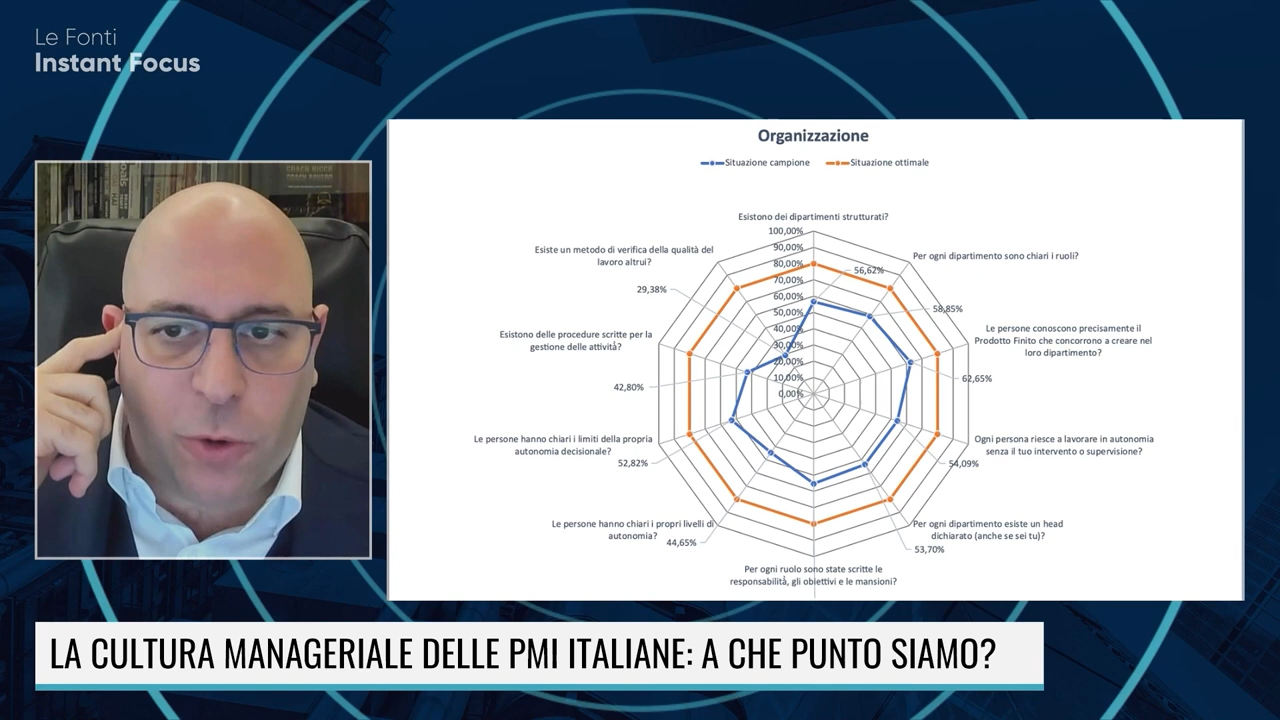 Le Fonti
Instant Focus
Organizzazione
Situazione campione
Situazione ottimale
Esistono dei dipartimenti strutturati?
100,00%
90,00%
80,00%
70,00%
60,00%
50,00%
40,00%
30,00%
20,00%
10,00%
0,00%
56,62%
Per ogni dipartimento sono chiari i ruoli?
58,85%
Le persone conoscono precisamente il
Prodotto Finito che concorrono a creare nel
loro dipartimento?
62,65%
Ogni persona riesce a lavorare in autonomia
senza il tuo intervento o supervisione?
54,09%
Per ogni dipartimento esiste un head
dichiarato (anche se sei tu)?
53,70%
Per ogni ruolo sono state scritte le
responsabilità, gli obiettivi e le mansioni?
Le persone hanno chiari i propri livelli di
autonomia?
44,65%
Le persone hanno chiari i limiti della propria
autonomia decisionale?
52,82%
Esistono delle procedure scritte per la
gestione delle attività?
42,80%
Esiste un metodo di verifica della qualità del
lavoro altrui?
29,38%
LA CULTURA MANAGERIALE DELLE PMI ITALIANE: A CHE PUNTO SIAMO?